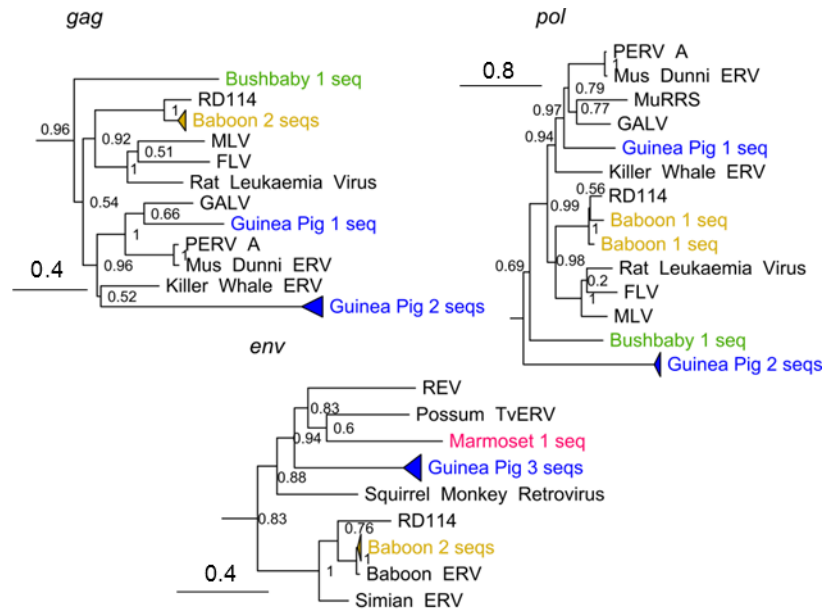 gag
0.96
Bushbaby 1 seq
RD114
1
Baboon 2 seqs
0.92
MLV
0.51
FLV
1
Rat Leukaemia Virus
0.54
GALV
0.66
Guinea Pig 1 seq
1
PERV A
1
Mus Dunni ERV
0.96
Killer Whale ERV
0.52
Guinea Pig 2 seqs
0.4
pol
0.8
PERV A
1
Mus Dunni ERV
0.79
MuRRS
0.77
0.97
GALV
0.94
Guinea Pig 1 seq
Killer Whale ERV
0.56
RD114
0.99
Baboon 1 seq
1
Baboon 1 seq
0.98
0.69
Rat Leukaemia Virus
0.2
FLV
1
MLV
Bushbaby 1 seq
Guinea Pig 2 seqs
env
REV
0.83
Possum TvERV
0.6
0.94
Marmoset 1 seq
Guinea Pig 3 seqs
0.88
Squirrel Monkey Retrovirus
0.83
RD114
0.76
Baboon 2 seqs
1
Baboon ERV
1
Simian ERV
0.4